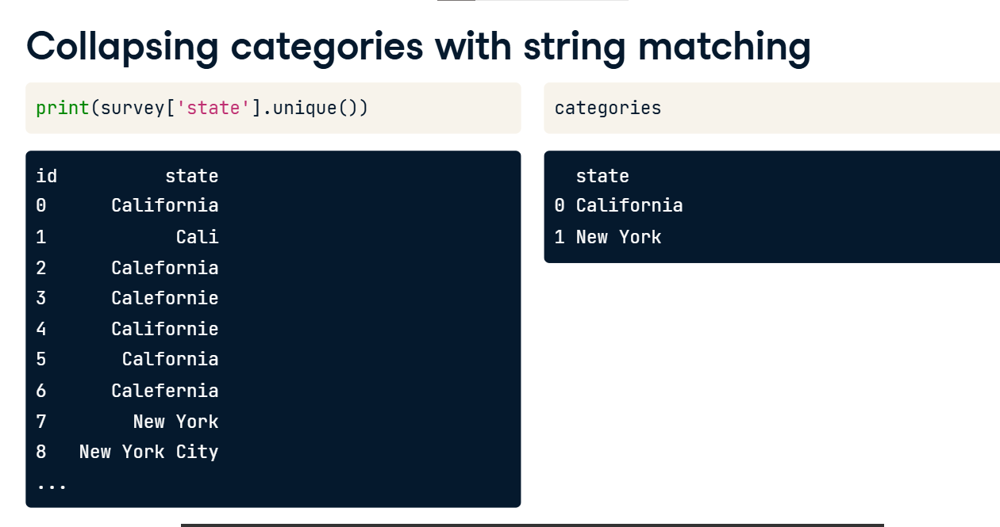 Collapsing categories with string matching
print(survey['state'].unique())
id state
0 California
1 Cali
2 Calefornia
3 Calefornie
4 Californie
5 Calfornia
6 Calefernia
7 New York
8 New York City
...
categories
state
0 California
1 New York